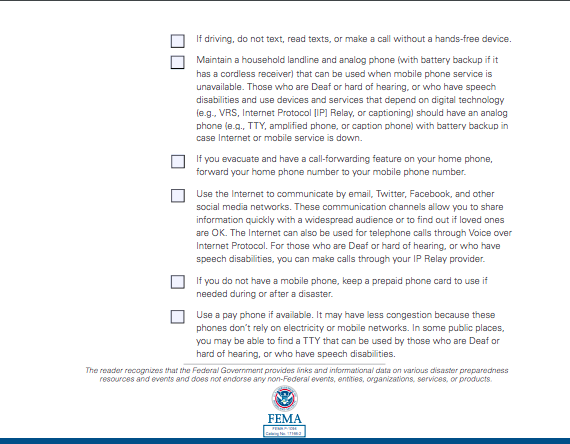 If driving, do not text, read texts, or make a call without a hands-free device.
Maintain a household landline and analog phone (with battery backup if it
has a cordless receiver) that can be used when mobile phone service is
unavailable. Those who are Deaf or hard of hearing, or who have speech
disabilities and use devices and services that depend on digital technology
(e.g., VRS, Internet Protocol [IP] Relay, or captioning) should have an analog
phone (e.g., TTY, amplified phone, or caption phone) with battery backup in
case Internet or mobile service is down.
If you evacuate and have a call-forwarding feature on your home phone,
forward your home phone number to your mobile phone number.
Use the Internet to communicate by email, Twitter, Facebook, and other
social media networks. These communication channels allow you to share
information quickly with a widespread audience or to find out if loved ones
are OK. The Internet can also be used for telephone calls through Voice over
Internet Protocol. For those who are Deaf or hard of hearing, or who have
speech disabilities, you can make calls through your IP Relay provider.
If you do not have a mobile phone, keep a prepaid phone card to use if
needed during or after a disaster.
Use a pay phone if available. It may have less congestion because these
phones don't rely on electricity or mobile networks. In some public places,
you may be able to find a TTY that can be used by those who are Deaf or
hard of hearing, or who have speech disabilities.
The reader recognizes that the Federal Government provides links and informational data on various disaster preparedness
resources and events and does not endorse any non-Federal events, entities, organizations, services, or products.
FEMA